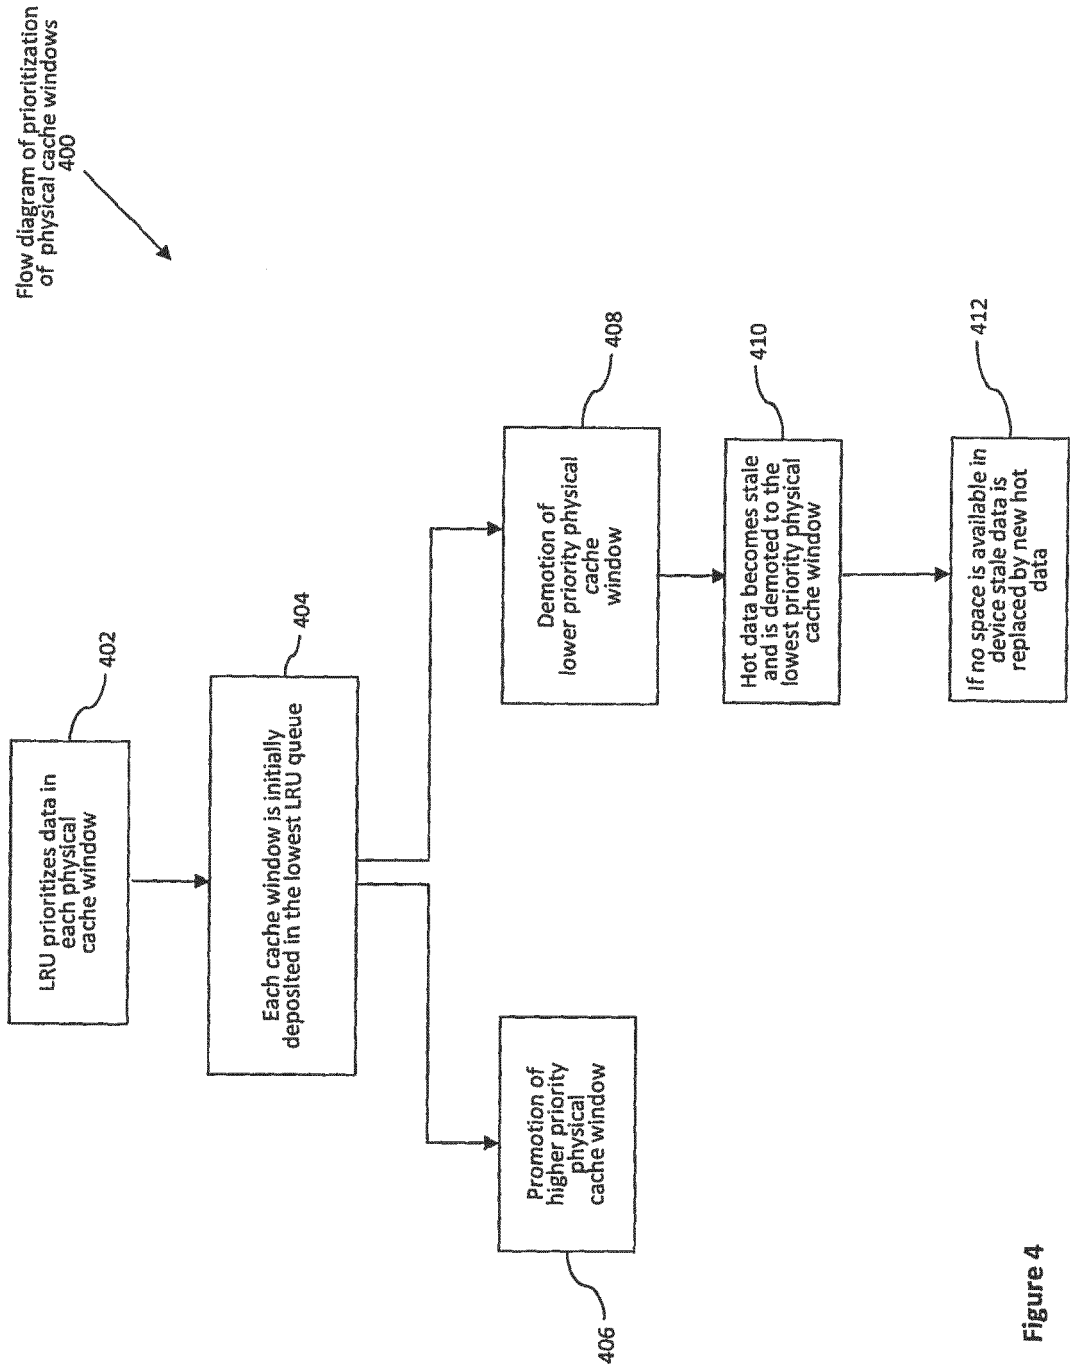 Flow diagram of prioritization
of physical cache windows
400
LRU prioritizes data in
each physical
cache window
402
Each cache window is initially
deposited in the lowest LRU queue
404
Promotion of
higher priority
physical
cache window
406
Demotion of
lower priority physical
cache
window
408
Hot data becomes stale
and is demoted to the
lowest priority physical
cache window
410
If no space is available in
device stale data is
replaced by new hot
data
412
Figure 4